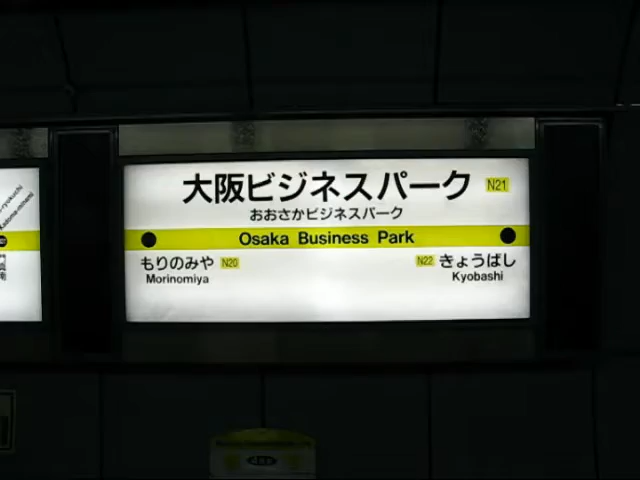 大阪ビジネスパーク N21
おおさかビジネスパーク
Osaka Business Park
もりのみや N20
Morinomiya
N22 きょうばし
Kyobashi
Kadoma-minami